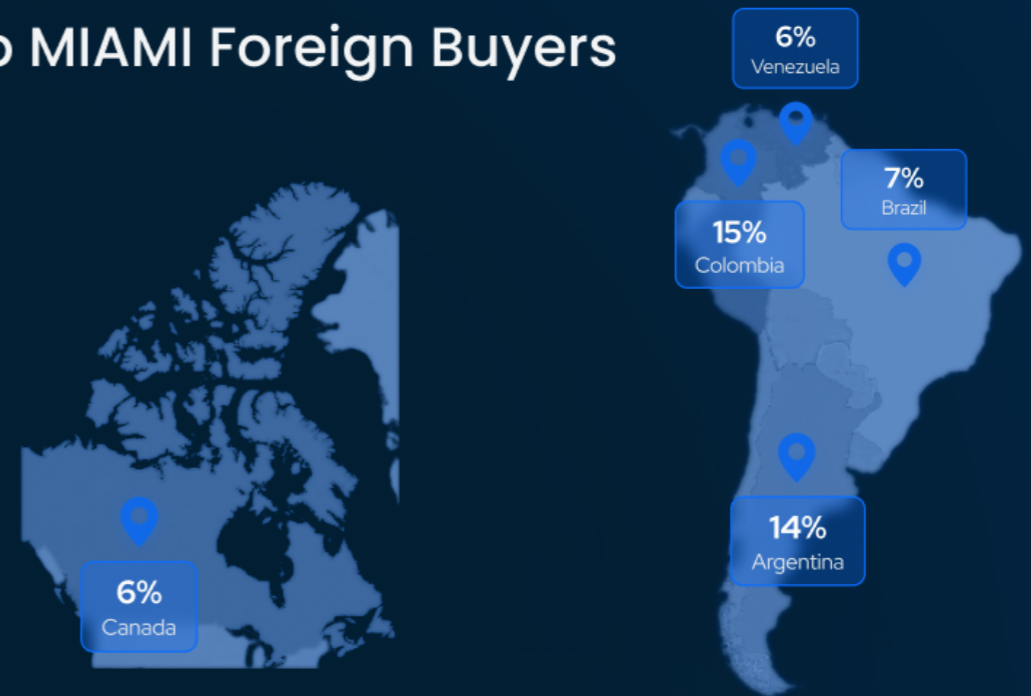 MIAMI Foreign Buyers
6%
Venezuela
7%
Brazil
15%
Colombia
14%
Argentina
6%
Canada